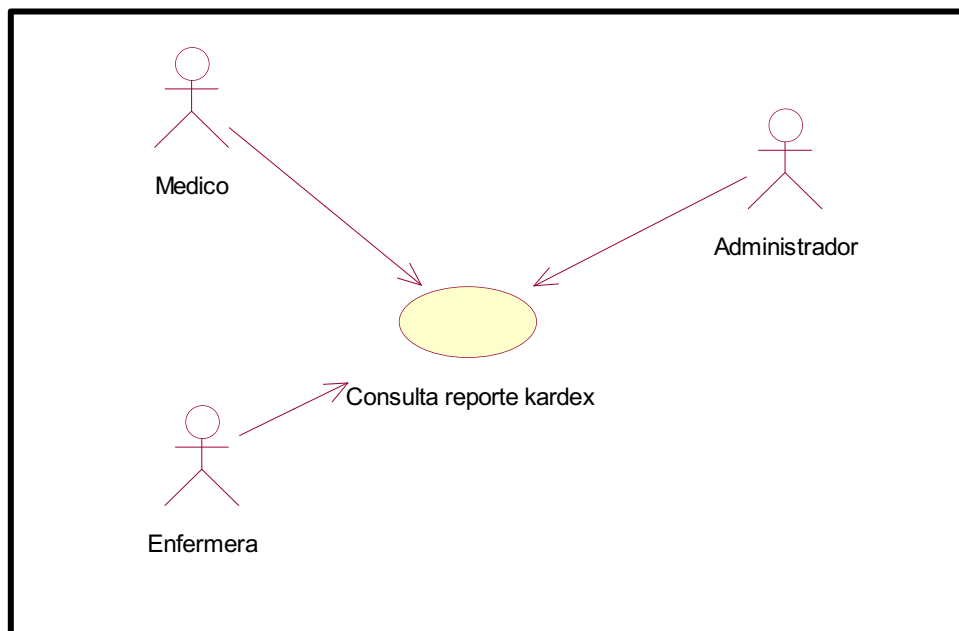 Medico
Administrador
Consulta reporte kardex
Enfermera